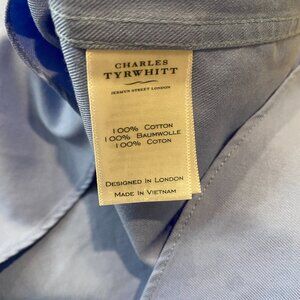 CHARLES
TYRWHITT
JERMYN STREET LONDON
100% COTTON
100% BAUMWOLLE
100% COTON
DESIGNED IN LONDON
MADE IN VIETNAM